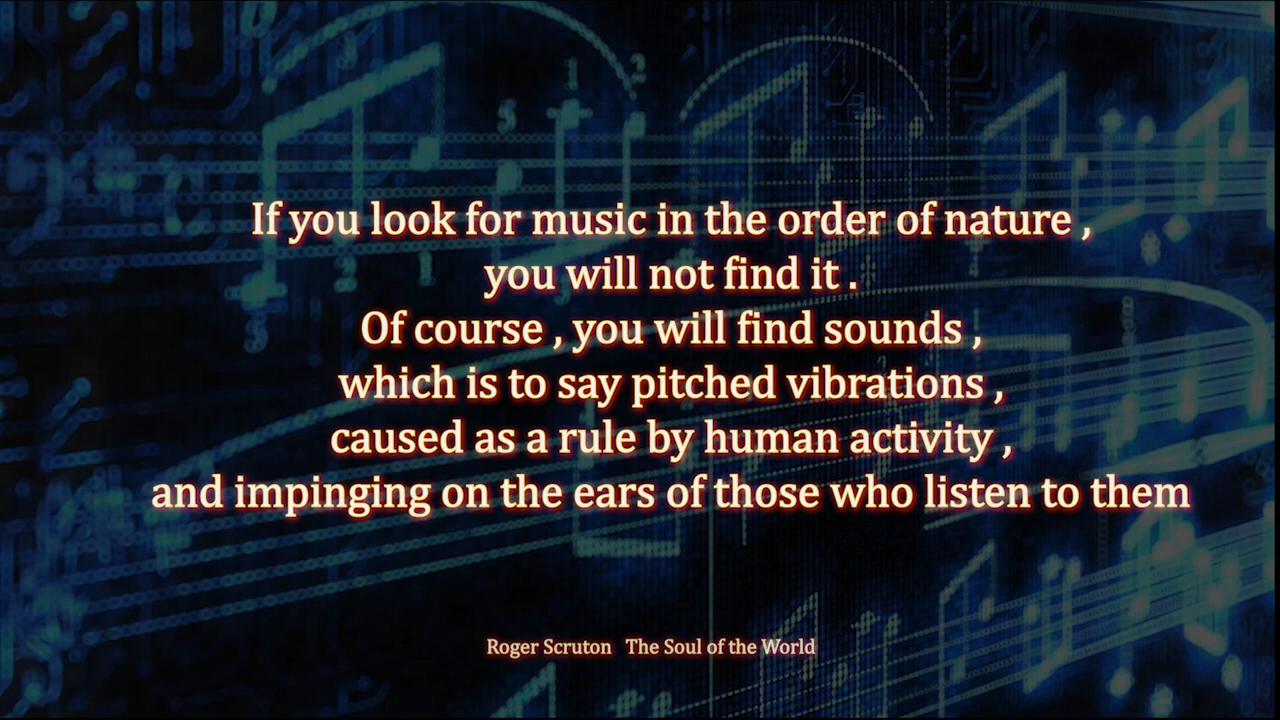 If you look for music in the order of nature ,
you will not find it .
Of course , you will find sounds ,
which is to say pitched vibrations ,
caused as a rule by human activity ,
and impinging on the ears of those who listen to them
Roger Scruton The Soul of the World